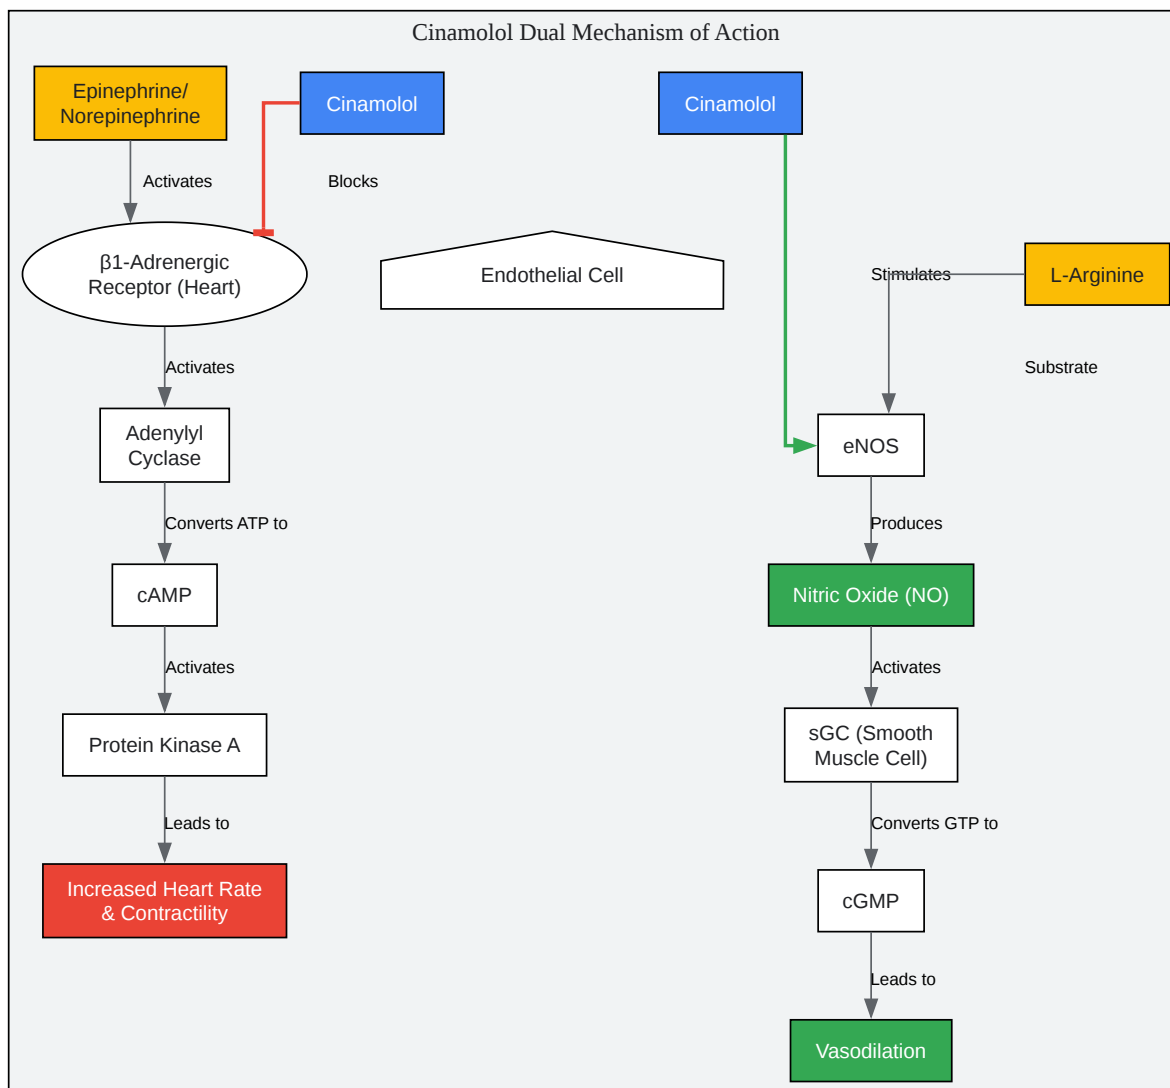 Cinamolol Dual Mechanism of Action
Epinephrine/
Norepinephrine
Cinamolol
Cinamolol
Activates
Blocks
β1-Adrenergic
Receptor (Heart)
Endothelial Cell
Stimulates
L-Arginine
Activates
Substrate
Adenylyl
Cyclase
eNOS
Converts ATP to
Produces
cAMP
Nitric Oxide (NO)
Activates
Activates
Protein Kinase A
sGC (Smooth
Muscle Cell)
Leads to
Converts GTP to
Increased Heart Rate
& Contractility
cGMP
Leads to
Vasodilation